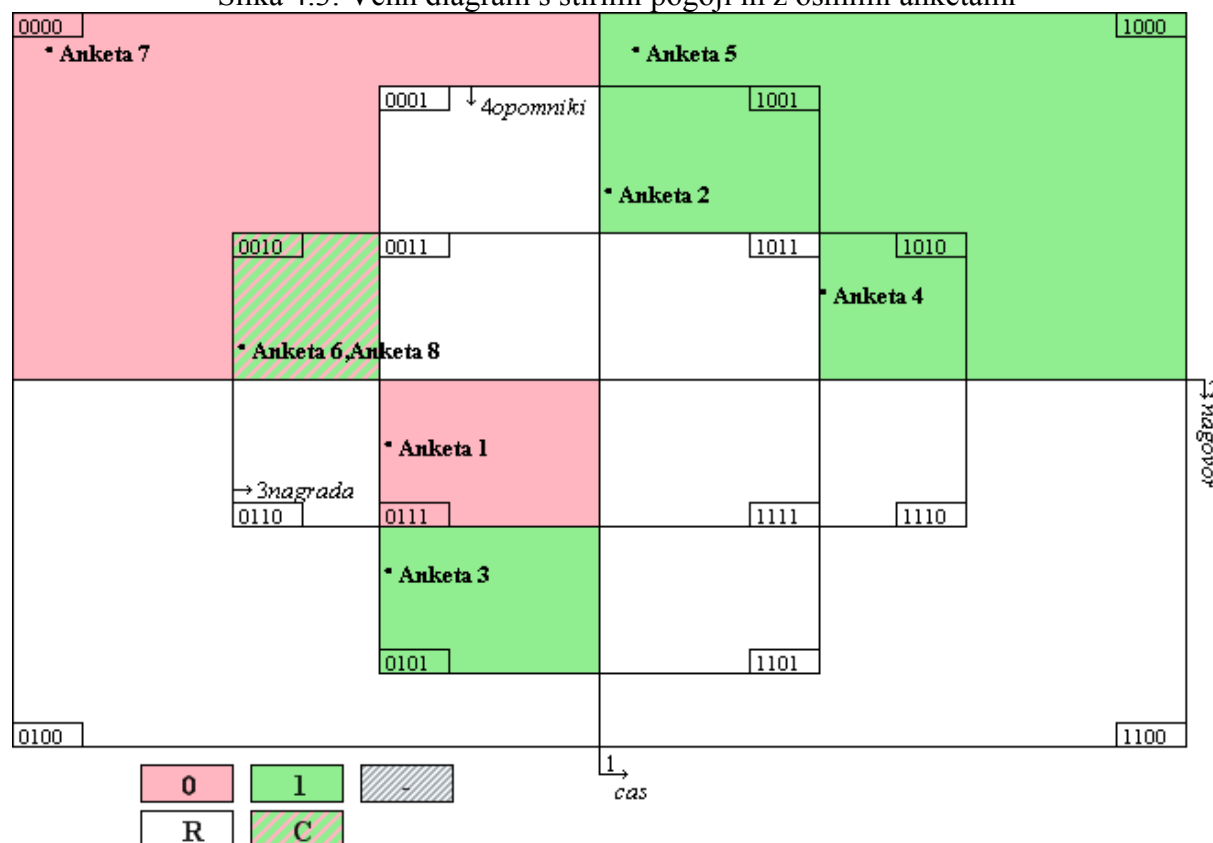 Slika Venn diagram s štirimi pogoji in z osmimi anketami
0000 1000
Anketa 7 Anketa 5
0001 4opomniki 1001
Anketa 2
0010 0011 1011 1010
Anketa 4
Anketa 6,Anketa 8
nagovor
Anketa 1
3nagrada
0110 0111 1111 1110
Anketa 3
0101 1101
0100 1100
1
cas
0 1 -
R C